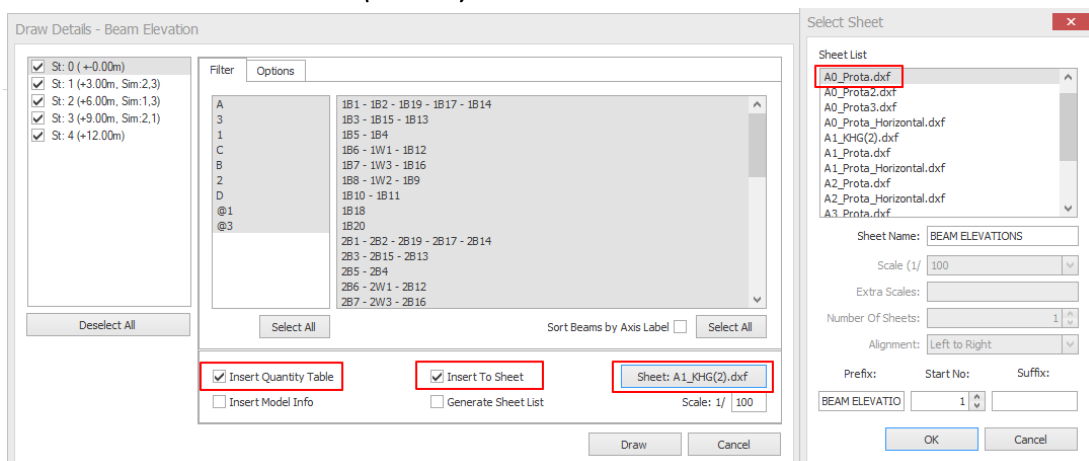 Draw Details - Beam Elevation
St: 0 ( +-0.00m)
St: 1 (+3.00m, Sim:2,3)
St: 2 (+6.00m, Sim:1,3)
St: 3 (+9.00m, Sim:2,1)
St: 4 (+12.00m)
Deselect All
Filter Options
A
3
1
C
B
2
D
@1
@3
1B1 - 1B2 - 1B19 - 1B17 - 1B14
1B3 - 1B15 - 1B13
1B5 - 1B4
1B6 - 1W1 - 1B12
1B7 - 1W3 - 1B16
1B8 - 1W2 - 1B9
1B10 - 1B11
1B18
1B20
2B1 - 2B2 - 2B19 - 2B17 - 2B14
2B3 - 2B15 - 2B13
2B5 - 2B4
2B6 - 2W1 - 2B12
2B7 - 2W3 - 2B16
Select All Sort Beams by Axis Label Select All
Insert Quantity Table Insert To Sheet Sheet: A1_KHG(2).dxf
Insert Model Info Generate Sheet List Scale: 1/ 100
Draw Cancel
Select Sheet
Sheet List
A0_Prota.dxf
A0_Prota2.dxf
A0_Prota3.dxf
A0_Prota_Horizontal.dxf
A1_KHG(2).dxf
A1_Prota.dxf
A1_Prota_Horizontal.dxf
A2_Prota.dxf
A2_Prota_Horizontal.dxf
A3_Prota.dxf
Sheet Name: BEAM ELEVATIONS
Scale (1/ 100
Extra Scales:
Number Of Sheets: 1
Alignment: Left to Right
Prefix: Start No: Suffix:
BEAM ELEVATIO 1
OK Cancel